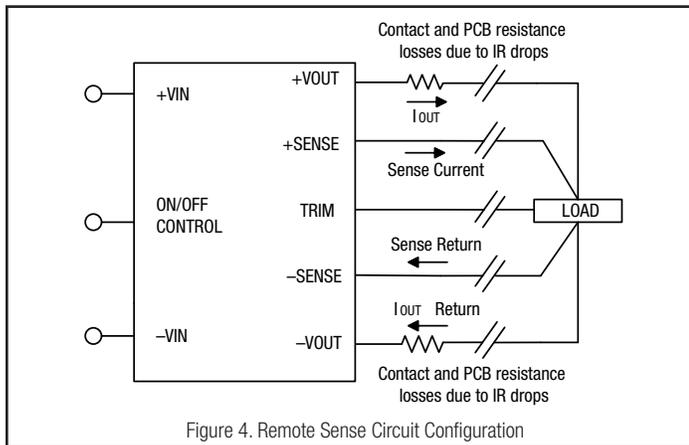 Contact and PCB resistance
losses due to IR drops
+VOUT
+VIN
IOUT
+SENSE
Sense Current
ON/OFF
CONTROL
TRIM
LOAD
Sense Return
–SENSE
IOUT Return
–VIN
–VOUT
Contact and PCB resistance
losses due to IR drops
Figure 4. Remote Sense Circuit Configuration